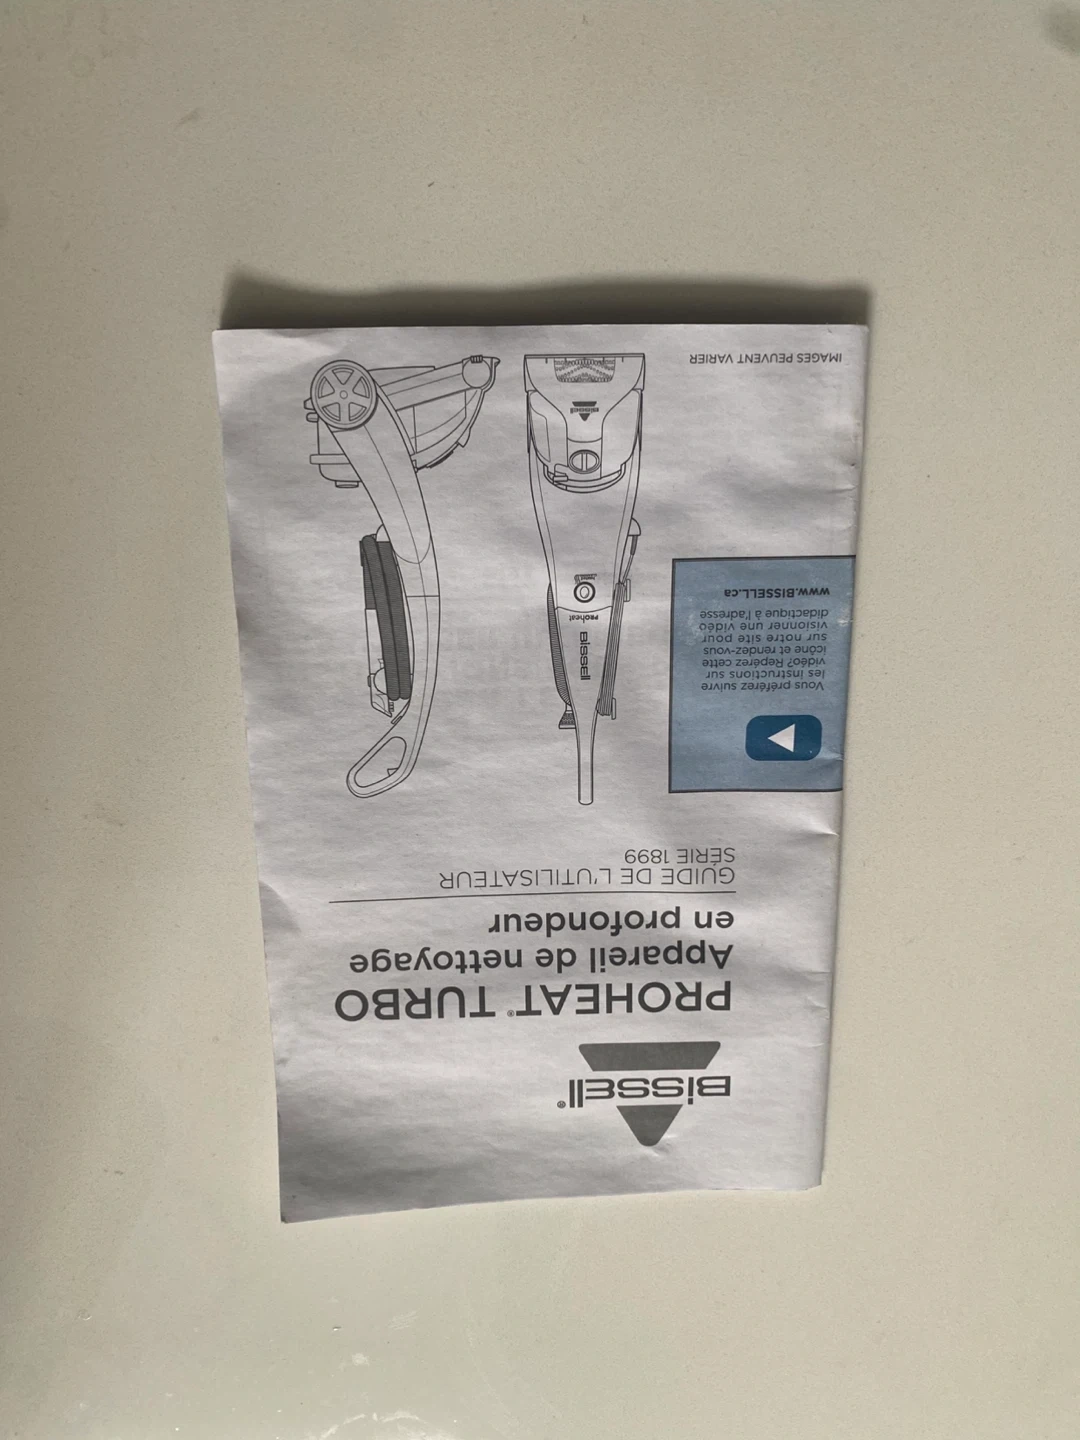 BISSELL®
PROHEAT® TURBO
Appareil de nettoyage
en profondeur
GUIDE DE L'UTILISATEUR
SÉRIE 1899
Vous préférez suivre
les instructions sur
vidéo? Repérez cette
icône et rendez-vous
sur notre site pour
visionner une vidéo
didactique à l'adresse
www.BISSELL.ca
BISSELL
PROheat
BISSELL
IMAGES PEUVENT VARIER